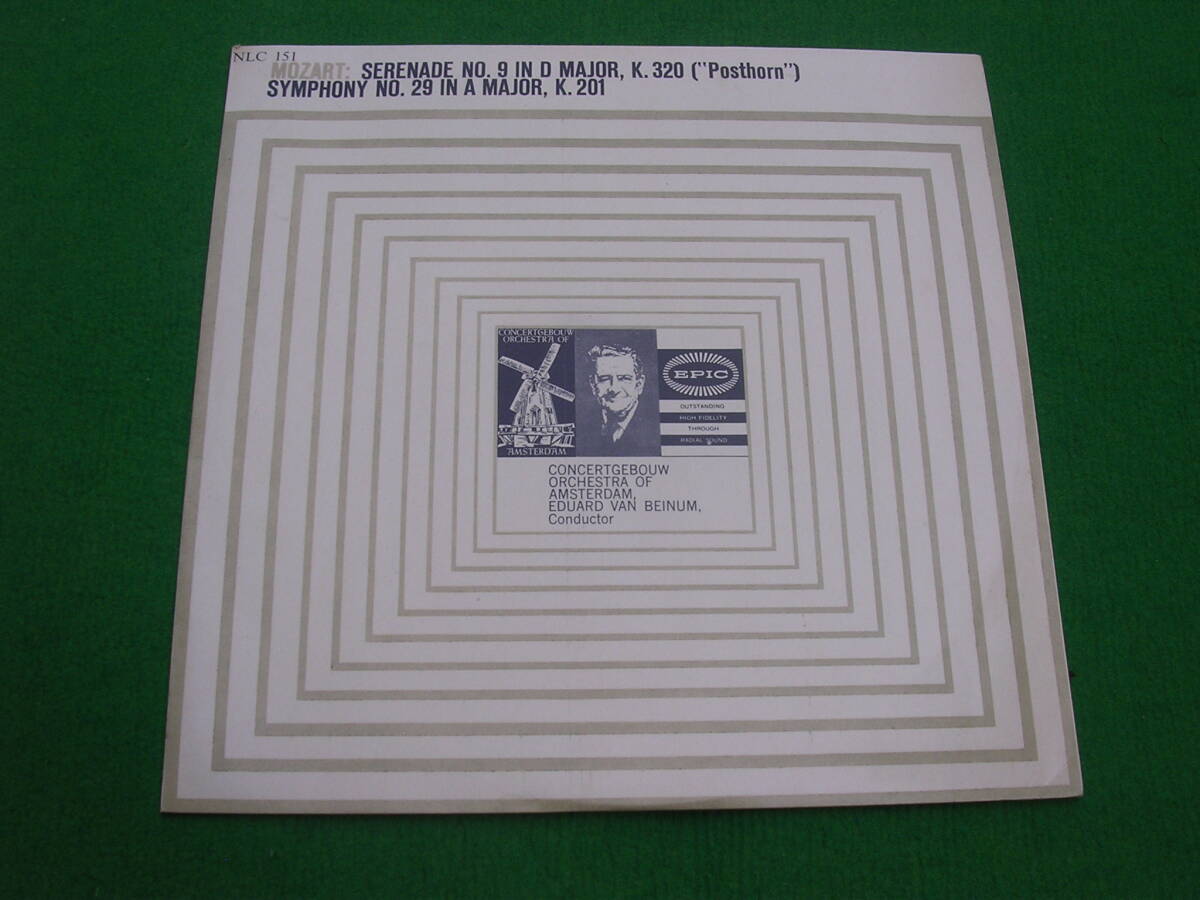 NLC 151
MOZART: SERENADE NO. 9 IN D MAJOR, K. 320 ("Posthorn")
SYMPHONY NO. 29 IN A MAJOR, K. 201
CONCERTGEBOUW
ORCHESTRA OF
AMSTERDAM
EPIC
OUTSTANDING
HIGH FIDELITY
THROUGH
RADIAL SOUND
CONCERTGEBOUW
ORCHESTRA OF
AMSTERDAM,
EDUARD VAN BEINUM,
Conductor